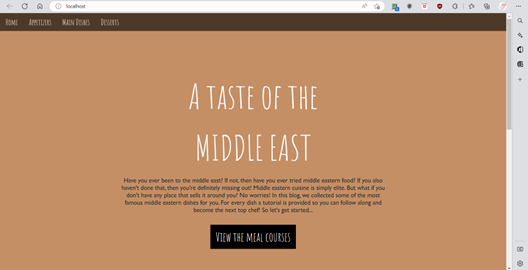 localhost
Home Appetizers Main Dishes Deserts
A taste of the
middle east
Have you ever been to the middle east? If not, then have you ever tried middle eastern food? If you also
haven't done that, then you're definitely missing out! Middle eastern cuisine is simply elite. But what if you
don't have any place that sells it around you? No worries! In this blog, we collected some of the most
famous middle eastern dishes for you. For every dish a tutorial is provided so you can follow along and
become the next top chef! So let's get started...
View the meal courses